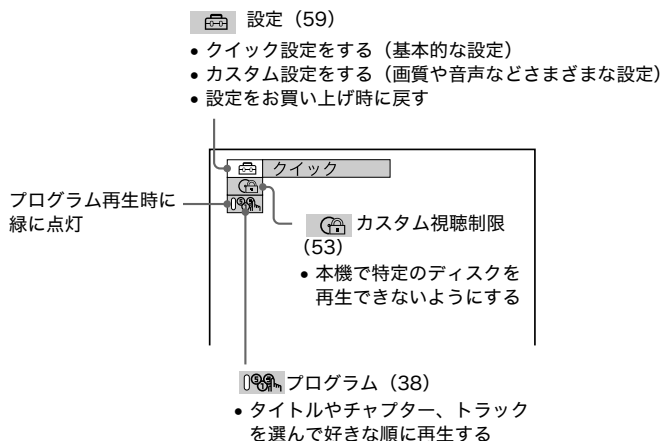 設定（59）
• クイック設定をする（基本的な設定）
• カスタム設定をする（画質や音声などさまざまな設定）
• 設定をお買い上げ時に戻す
クイック
プログラム再生時に
緑に点灯
カスタム視聴制限
（53）
• 本機で特定のディスクを
再生できないようにする
プログラム（38）
• タイトルやチャプター、トラック
を選んで好きな順に再生する